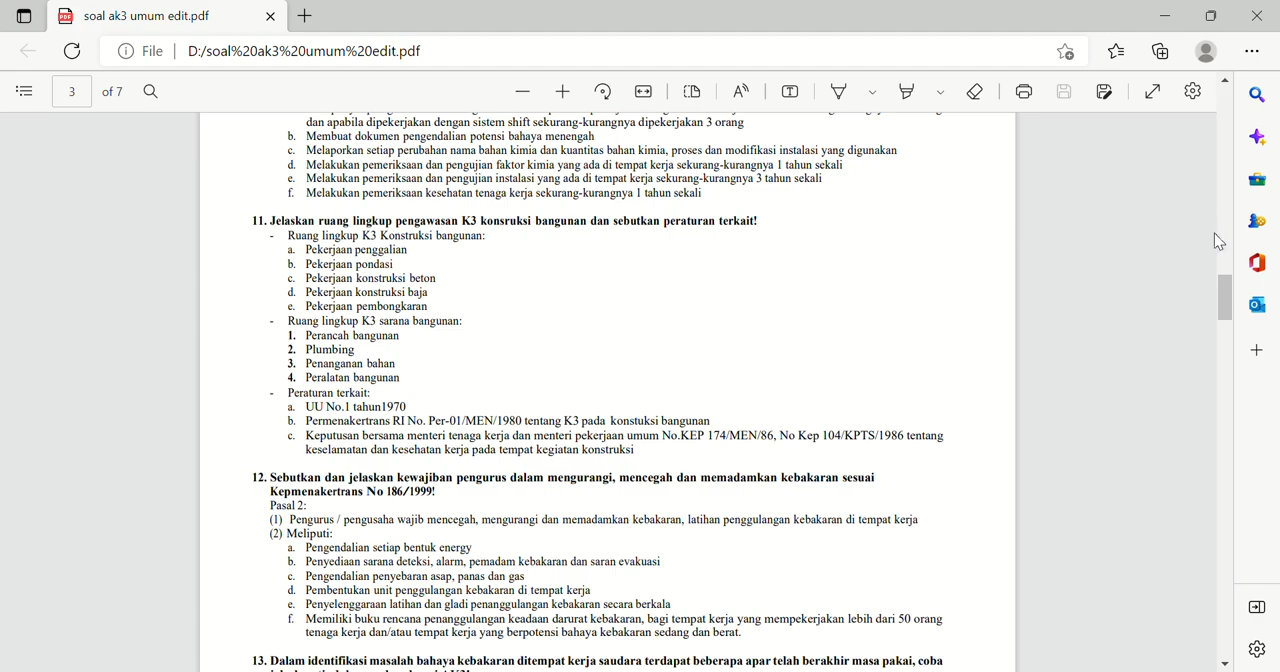 soal ak3 umum edit.pdf
File
D:/soal%20ak3%20umum%20edit.pdf
3 of 7
dan apabila dipekerjakan dengan sistem shift sekurang-kurangnya dipekerjakan 3 orang
b. Membuat dokumen pengendalian potensi bahaya menengah
c. Melaporkan setiap perubahan nama bahan kimia dan kuantitas bahan kimia, proses dan modifikasi instalasi yang digunakan
d. Melakukan pemeriksaan dan pengujian faktor kimia yang ada di tempat kerja sekurang-kurangnya 1 tahun sekali
e. Melakukan pemeriksaan dan pengujian instalasi yang ada di tempat kerja sekurang-kurangnya 3 tahun sekali
f. Melakukan pemeriksaan kesehatan tenaga kerja sekurang-kurangnya 1 tahun sekali
11. Jelaskan ruang lingkup pengawasan K3 konsruksi bangunan dan sebutkan peraturan terkait!
- Ruang lingkup K3 Konstruksi bangunan:
a. Pekerjaan penggalian
b. Pekerjaan pondasi
c. Pekerjaan konstruksi beton
d. Pekerjaan konstruksi baja
e. Pekerjaan pembongkaran
- Ruang lingkup K3 sarana bangunan:
1. Perancah bangunan
2. Plumbing
3. Penanganan bahan
4. Peralatan bangunan
- Peraturan terkait:
a. UU No.1 tahun1970
b. Permenakertrans RI No. Per-01/MEN/1980 tentang K3 pada konstuksi bangunan
c. Keputusan bersama menteri tenaga kerja dan menteri pekerjaan umum No.KEP 174/MEN/86, No Kep 104/KPTS/1986 tentang
keselamatan dan kesehatan kerja pada tempat kegiatan konstruksi
12. Sebutkan dan jelaskan kewajiban pengurus dalam mengurangi, mencegah dan memadamkan kebakaran sesuai
Kepmenakertrans No 186/1999!
Pasal 2:
(1) Pengurus / pengusaha wajib mencegah, mengurangi dan memadamkan kebakaran, latihan penggulangan kebakaran di tempat kerja
(2) Meliputi:
a. Pengendalian setiap bentuk energy
b. Penyediaan sarana deteksi, alarm, pemadam kebakaran dan saran evakuasi
c. Pengendalian penyebaran asap, panas dan gas
d. Pembentukan unit penggulangan kebakaran di tempat kerja
e. Penyelenggaraan latihan dan gladi penanggulangan kebakaran secara berkala
f. Memiliki buku rencana penanggulangan keadaan darurat kebakaran, bagi tempat kerja yang mempekerjakan lebih dari 50 orang
tenaga kerja dan/atau tempat kerja yang berpotensi bahaya kebakaran sedang dan berat.
13. Dalam identifikasi masalah bahaya kebakaran ditempat kerja saudara terdapat beberapa apar telah berakhir masa pakai, coba